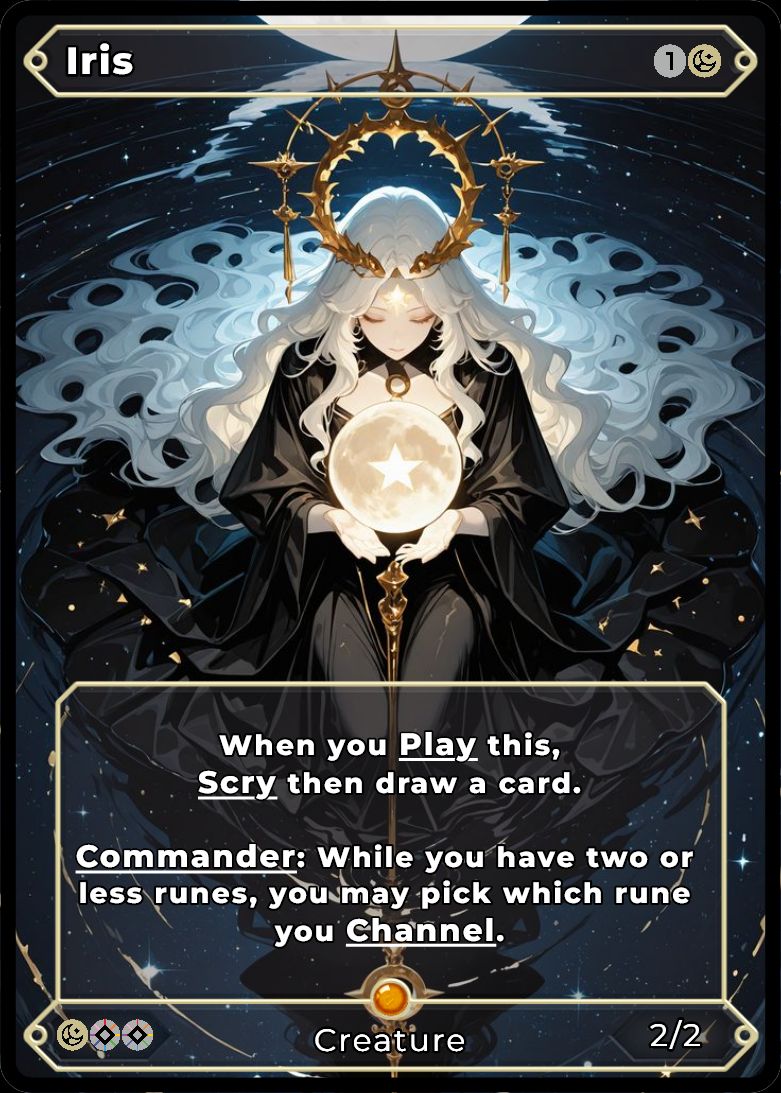 Iris
1
When you Play this,
Scry then draw a card.
Commander: While you have two or
less runes, you may pick which rune
you Channel.
Creature
2/2